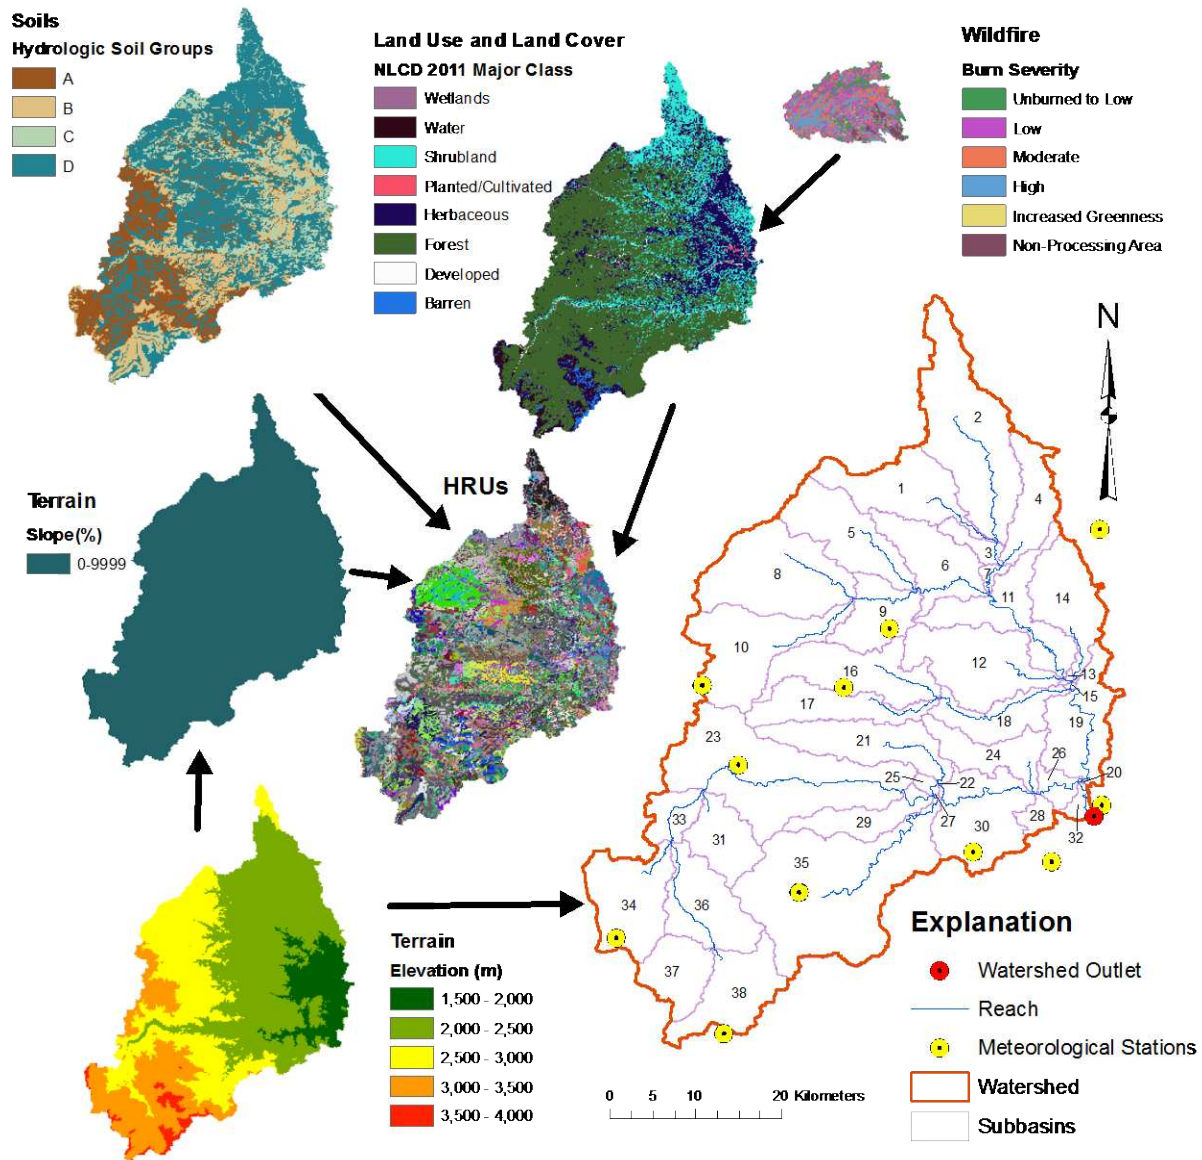 Soils
Hydrologic Soil Groups
A
B
C
D
Land Use and Land Cover
NLCD 2011 Major Class
Wetlands
Water
Shrubland
Planted/Cultivated
Herbaceous
Forest
Developed
Barren
Wildfire
Burn Severity
Unburned to Low
Low
Moderate
High
Increased Greenness
Non-Processing Area
Terrain
Slope(%)
0-9999
HRUs
N
2
1
4
5
3
6
7
8
11
14
9
10
12
16
13
15
17
18
19
23
21
24
26
25
22
20
27
28
32
33
31
29
30
35
34
36
37
38
Terrain
Elevation (m)
1,500 - 2,000
2,000 - 2,500
2,500 - 3,000
3,000 - 3,500
3,500 - 4,000
0 5 10 20 Kilometers
Explanation
Watershed Outlet
Reach
Meteorological Stations
Watershed
Subbasins